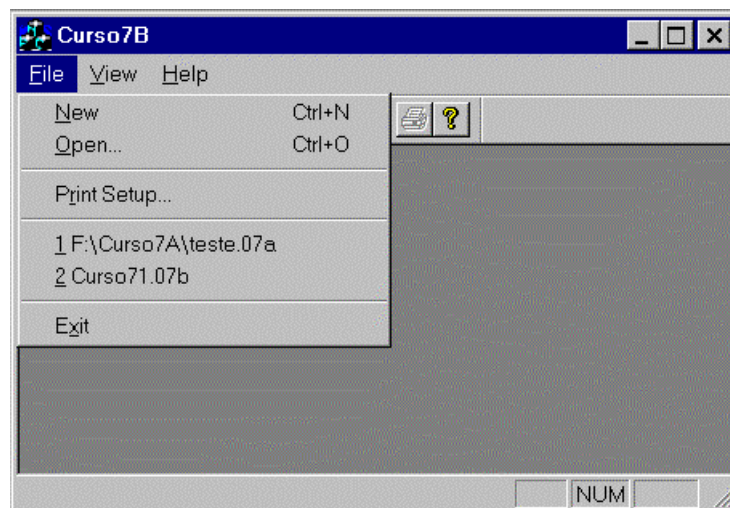 Curso7B
File View Help
New Ctrl+N
Open... Ctrl+O
Print Setup...
1 F:\Curso7A\teste.07a
2 Curso71.07b
Exit
NUM